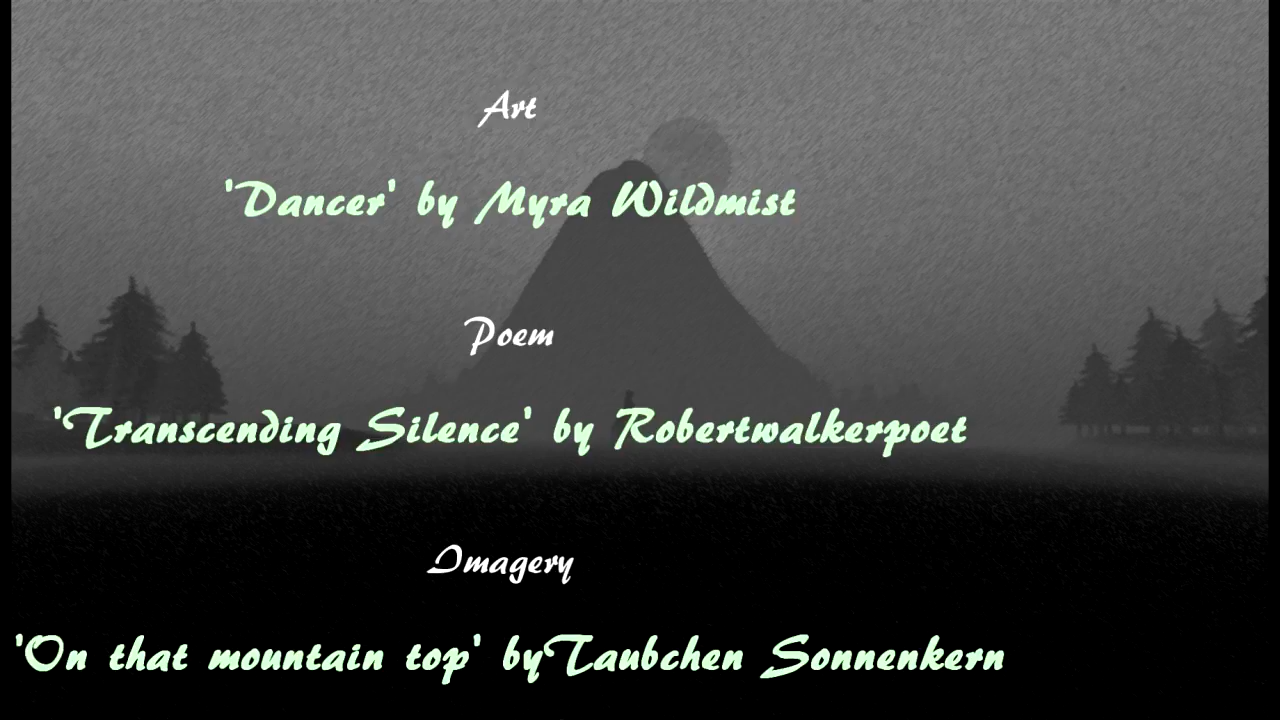 Art
'Dancer' by Myra Wildmist
Poem
'Transcending Silence' by Robertwalkerpoet
Imagery
'On that mountain top' byTaubchen Sonnenkern